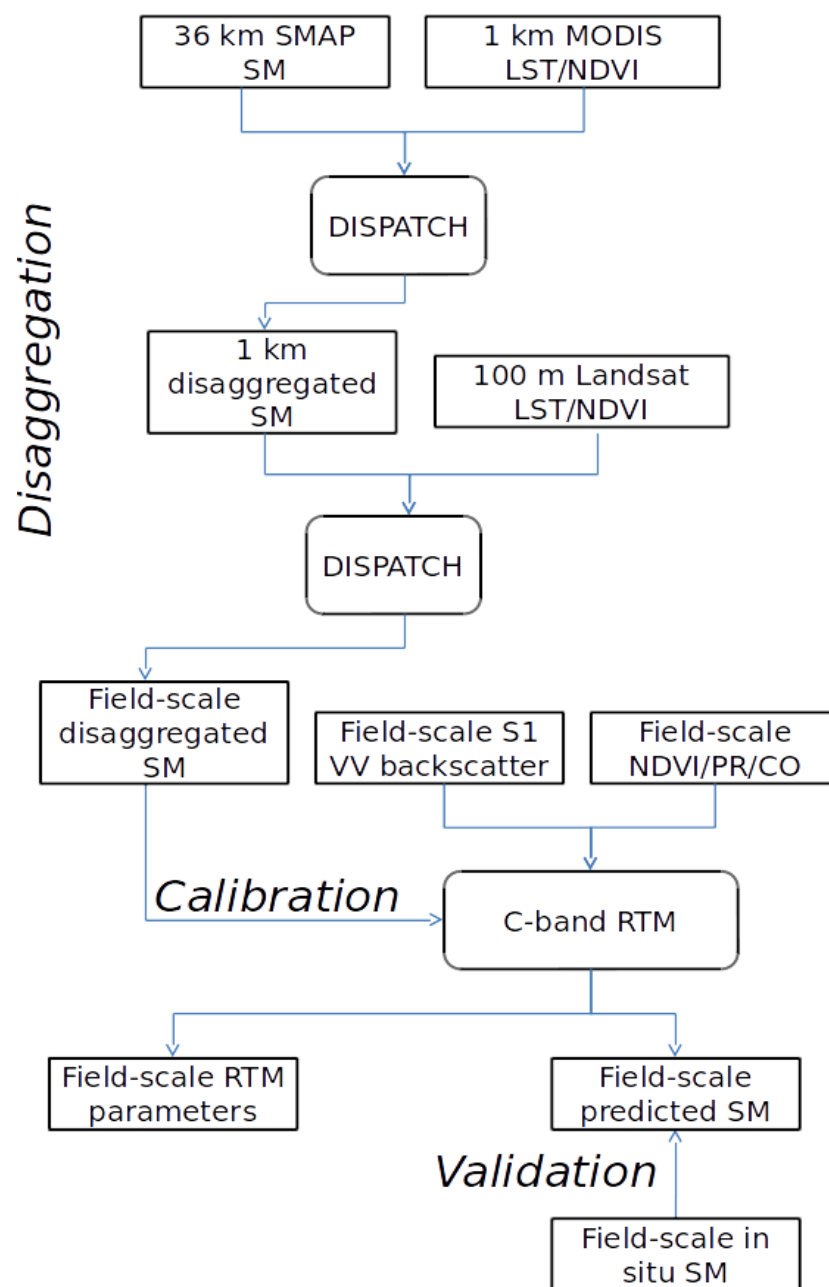 36 km SMAP
SM
1 km MODIS
LST/NDVI
Disaggregation
DISPATCH
1 km
disaggregated
SM
100 m Landsat
LST/NDVI
DISPATCH
Field-scale
disaggregated
SM
Field-scale S1
VV backscatter
Field-scale
NDVI/PR/CO
Calibration
C-band RTM
Field-scale RTM
parameters
Field-scale
predicted SM
Validation
Field-scale in
situ SM